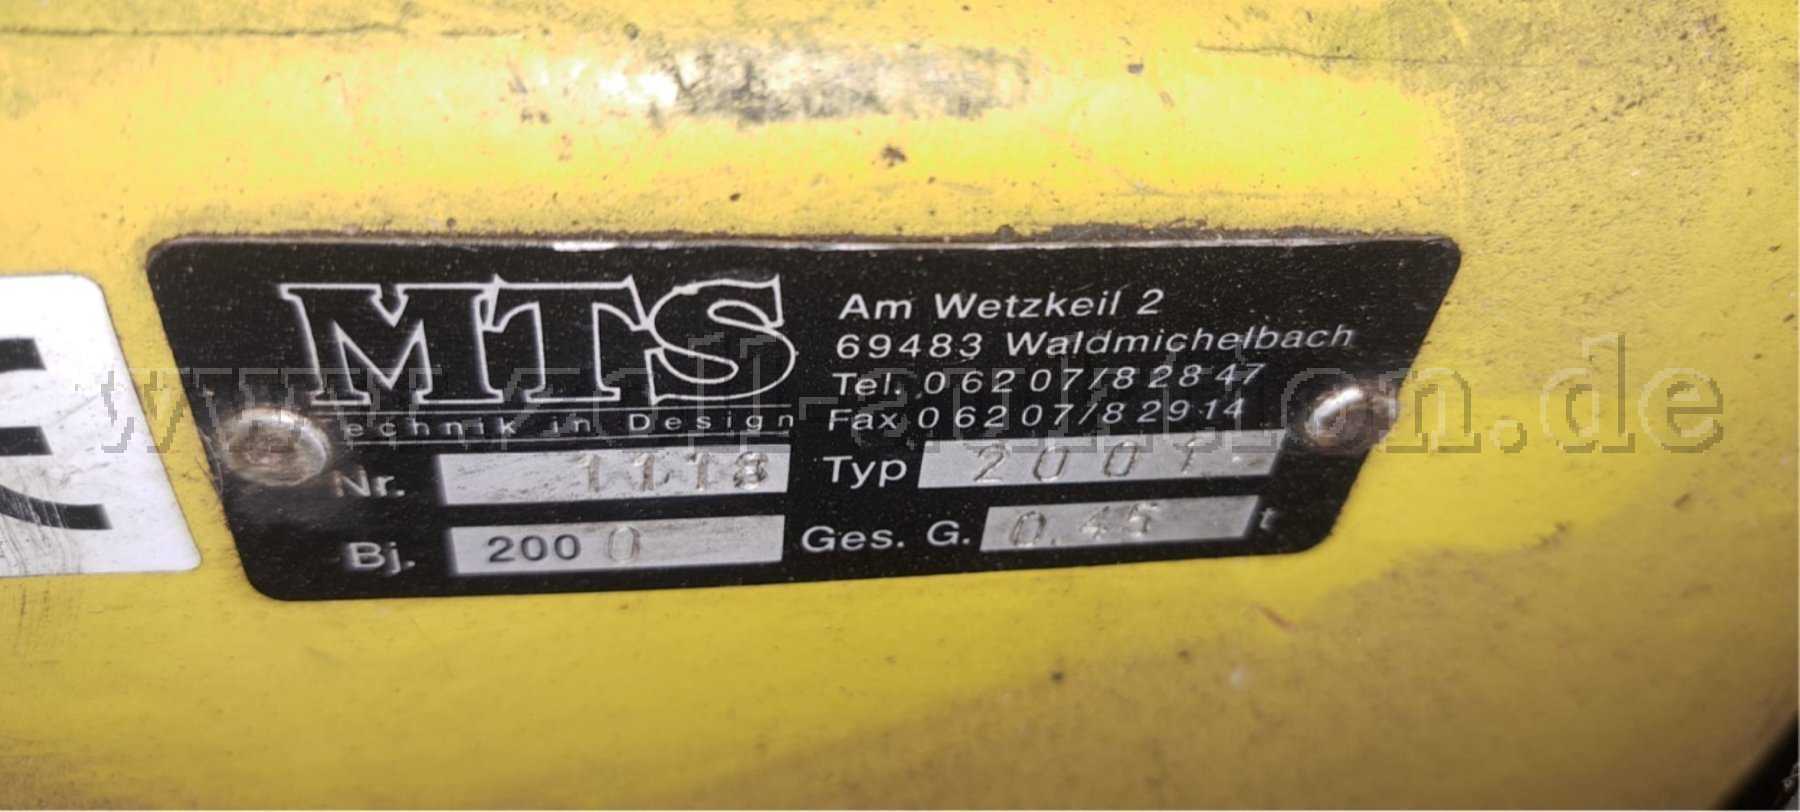 MTS
echnik in Design
Am Wetzkeil 2
69483 Waldmichelbach
Tel. 06207/82847
Fax 06207/82914
Nr. 1118
Typ 2001
Bj. 2000
Ges. G. 0.45 t
www.zoll-auktion.de